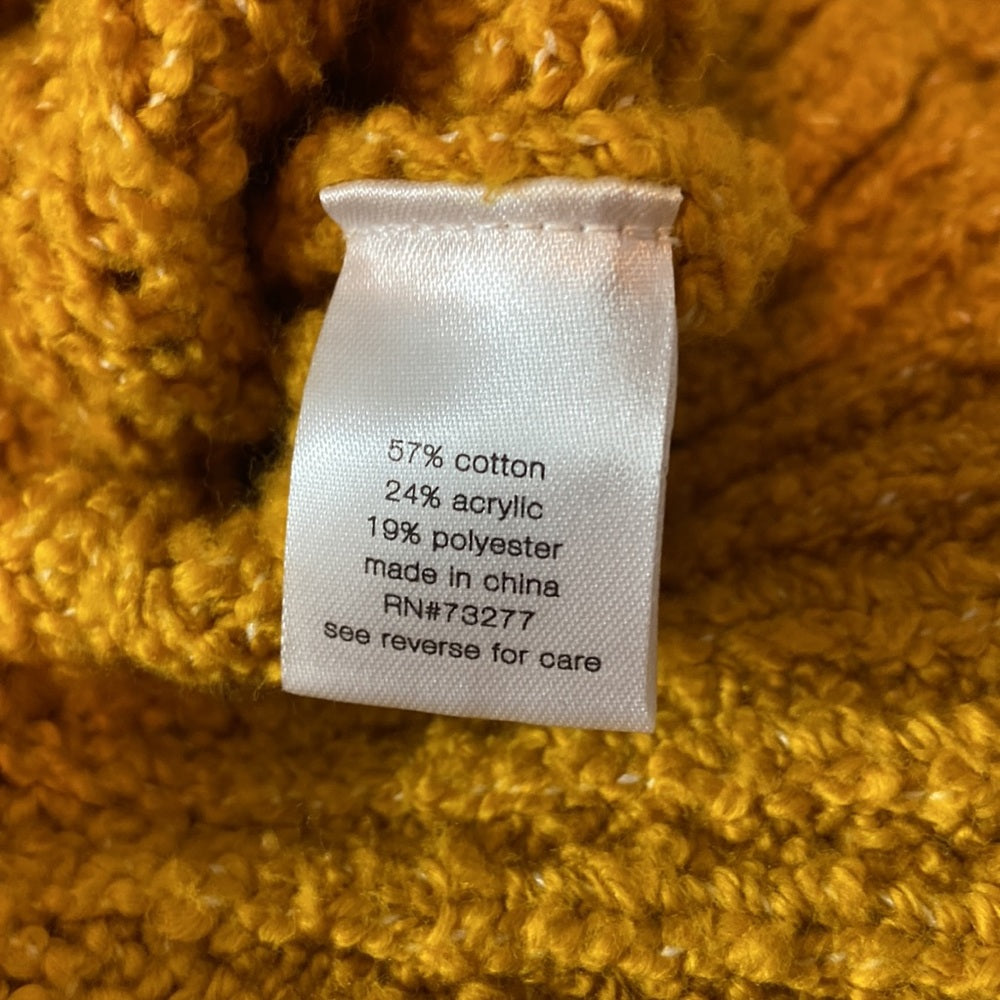 57% cotton
24% acrylic
19% polyester
made in china
RN#73277
see reverse for care